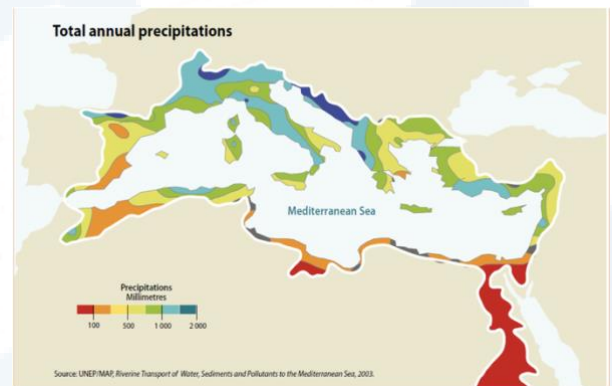 Total annual precipitations
Mediterranean Sea
Precipitations
Millimetres
100 500 1 000 2 000
Source: UNEP/MAP, Riverine Transport of Water, Sediments and Pollutants to the Mediterranean Sea, 2003.